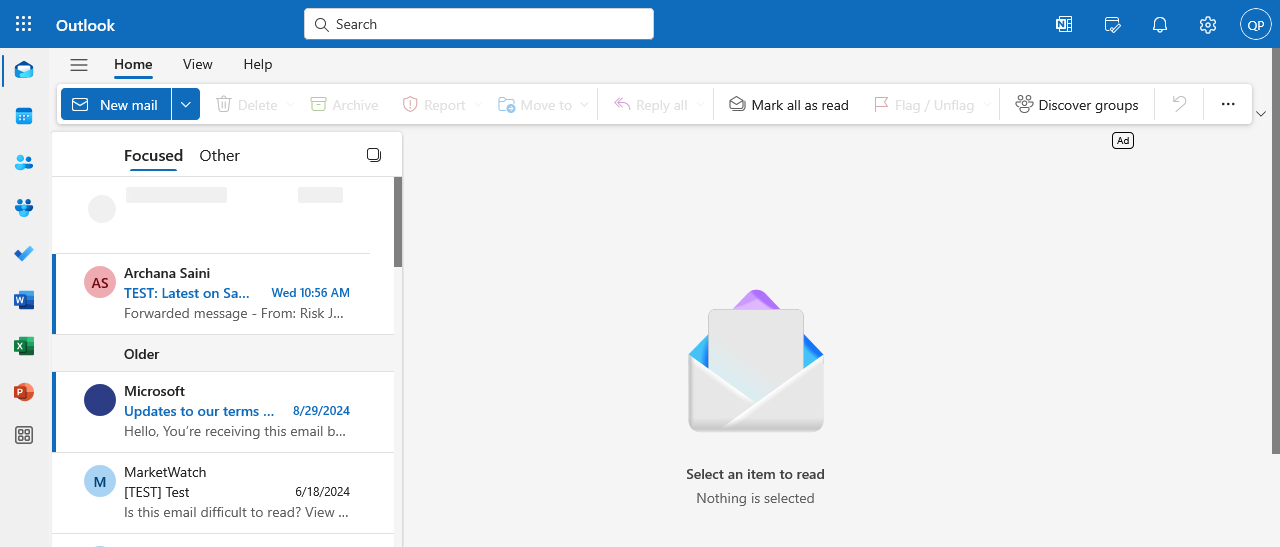 Outlook
Search
QP
Home View Help
New mail Delete Archive Report Move to Reply all Mark all as read Flag / Unflag Discover groups
Ad
Focused Other
AS
Archana Saini
TEST: Latest on Sa... Wed 10:56 AM
Forwarded message - From: Risk J...
Older
Microsoft
Updates to our terms ... 8/29/2024
Hello, You're receiving this email b...
M
MarketWatch
[TEST] Test 6/18/2024
Is this email difficult to read? View ...
Select an item to read
Nothing is selected